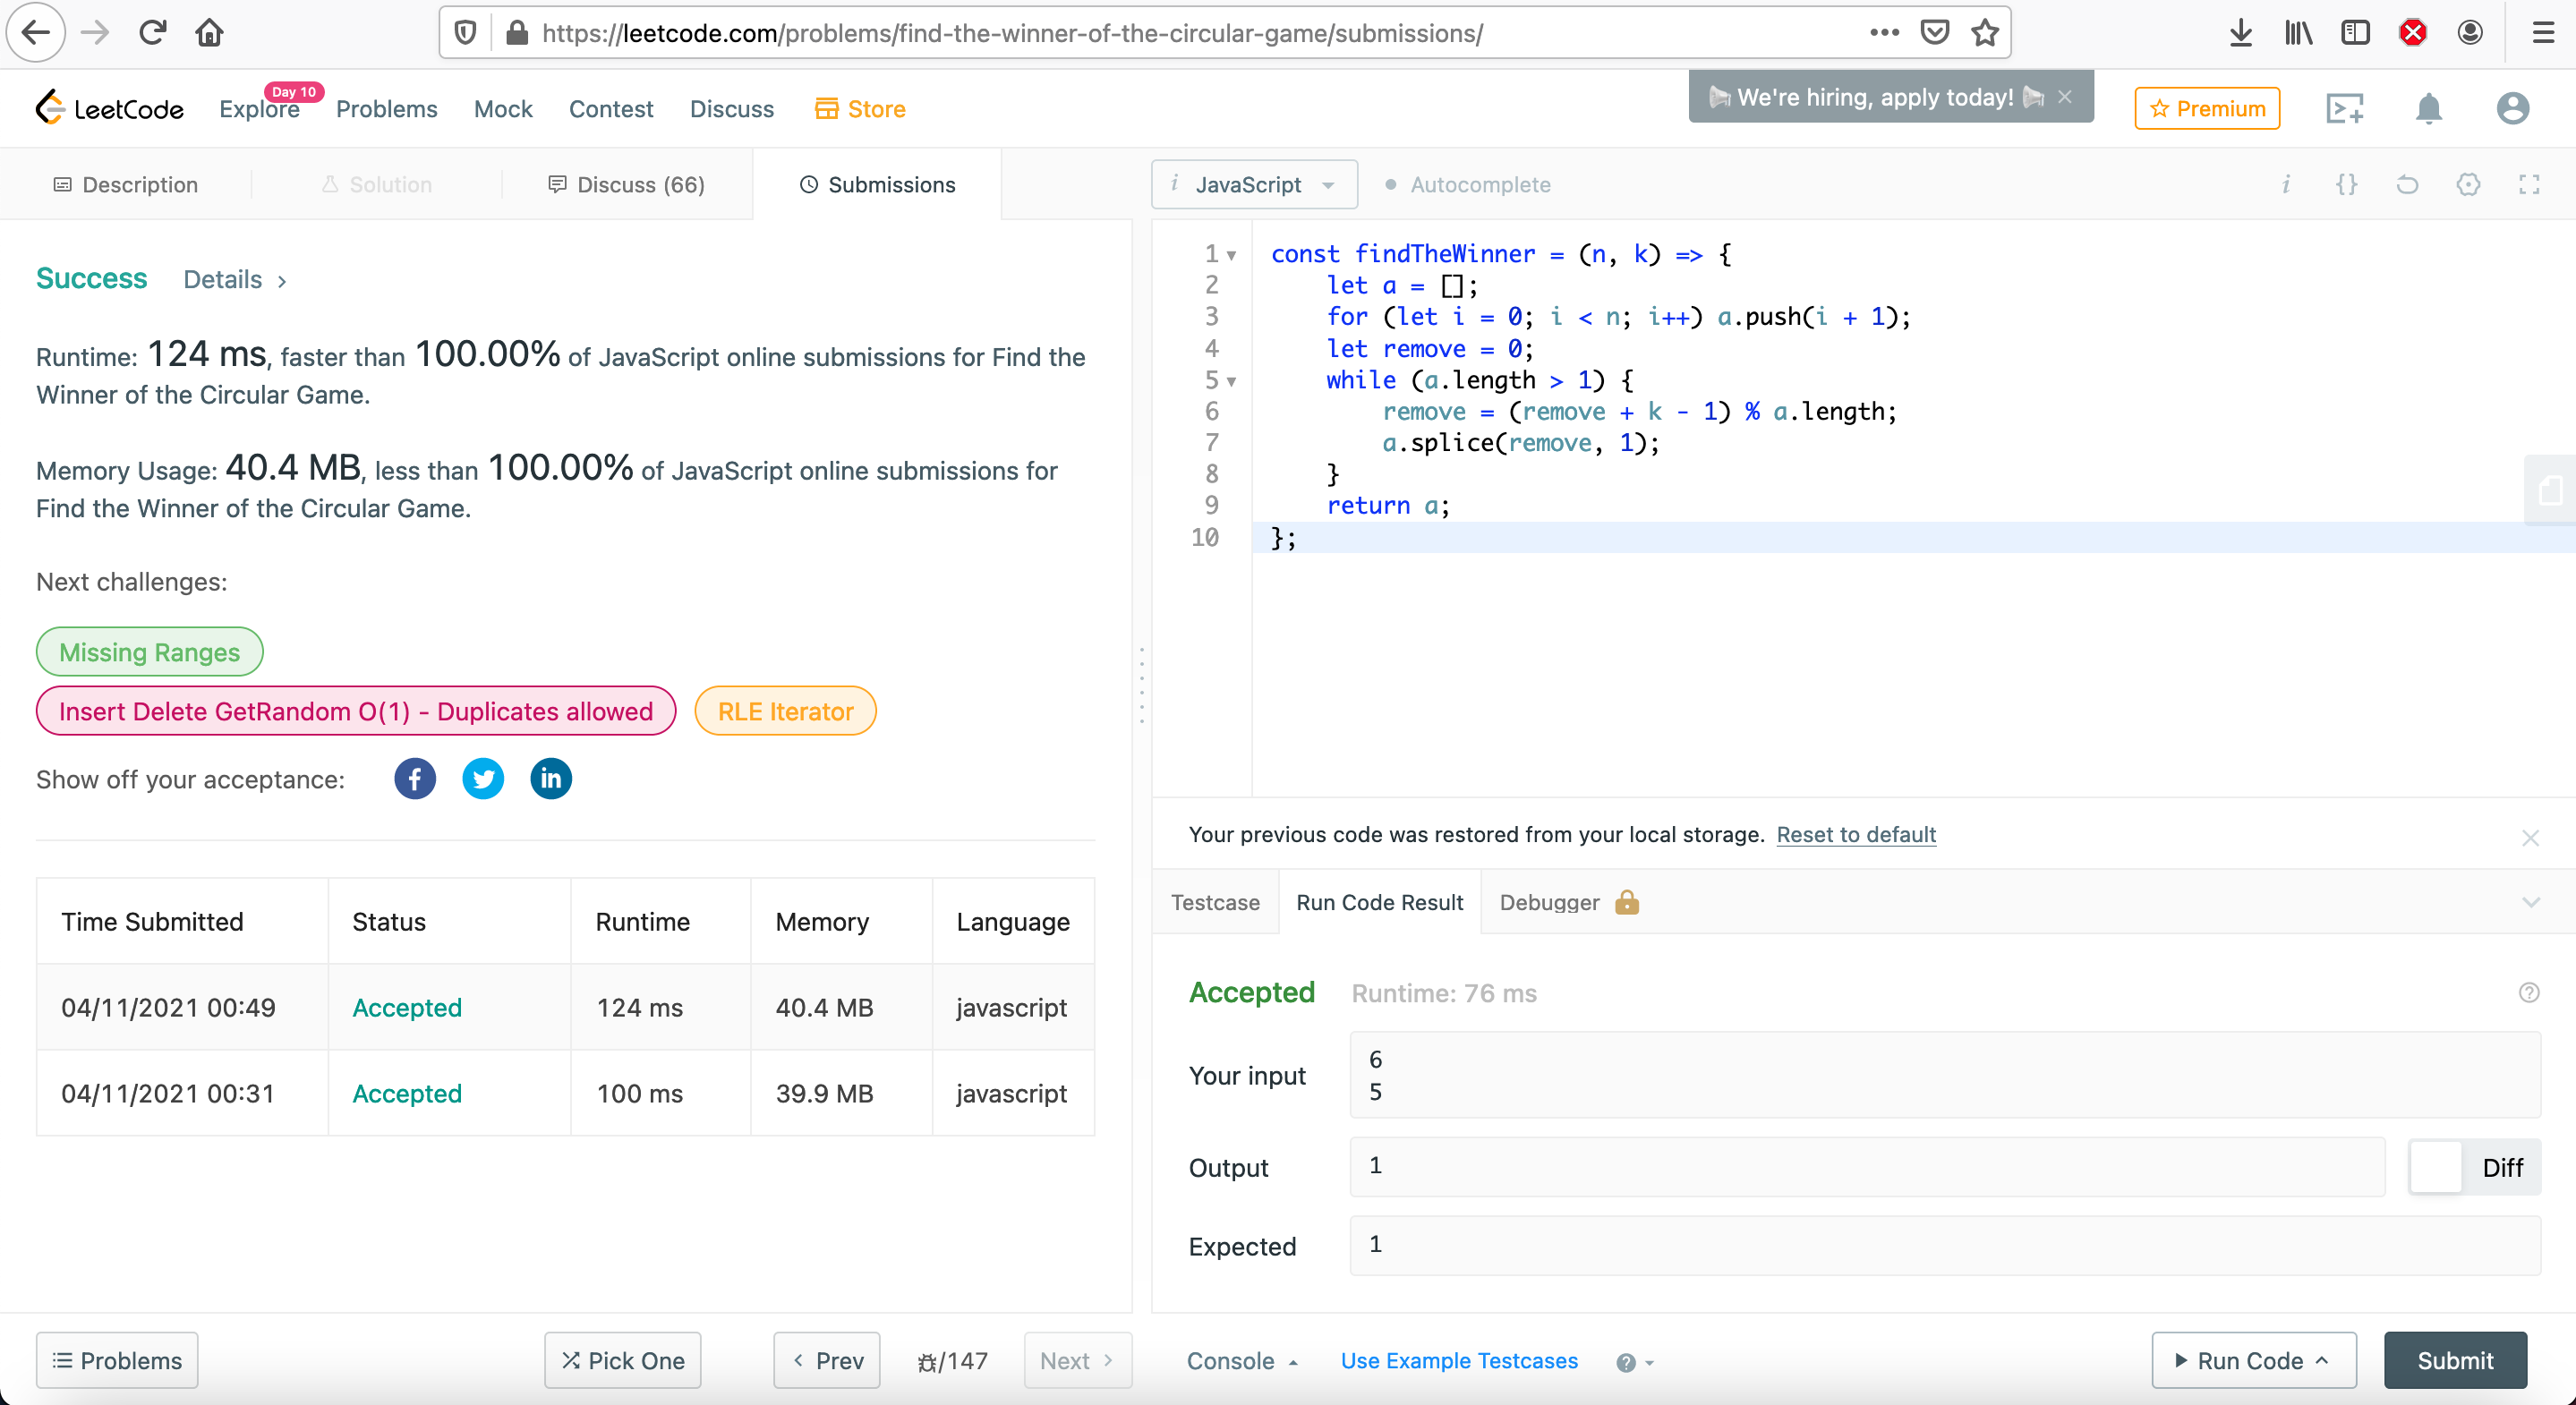 https://leetcode.com/problems/find-the-winner-of-the-circular-game/submissions/
LeetCode
Explore
Day 10
Problems
Mock
Contest
Discuss
Store
We're hiring, apply today!
Premium
Description
Solution
Discuss (66)
Submissions
Success
Details
Runtime: 124 ms, faster than 100.00% of JavaScript online submissions for Find the
Winner of the Circular Game.
Memory Usage: 40.4 MB, less than 100.00% of JavaScript online submissions for
Find the Winner of the Circular Game.
Next challenges:
Missing Ranges
Insert Delete GetRandom O(1) - Duplicates allowed
RLE Iterator
Show off your acceptance:
Time Submitted Status Runtime Memory Language
04/11/2021 00:49 Accepted 124 ms 40.4 MB javascript
04/11/2021 00:31 Accepted 100 ms 39.9 MB javascript
Problems
Pick One
Prev
/147
Next
i JavaScript
Autocomplete
i {}
1 const findTheWinner = (n, k) => {
2 let a = [];
3 for (let i = 0; i < n; i++) a.push(i + 1);
4 let remove = 0;
5 while (a.length > 1) {
6 remove = (remove + k - 1) % a.length;
7 a.splice(remove, 1);
8 }
9 return a;
10 };
Your previous code was restored from your local storage. Reset to default
Testcase
Run Code Result
Debugger
Accepted Runtime: 76 ms
Your input
6
5
Output
1
Diff
Expected
1
Console
Use Example Testcases
Run Code
Submit